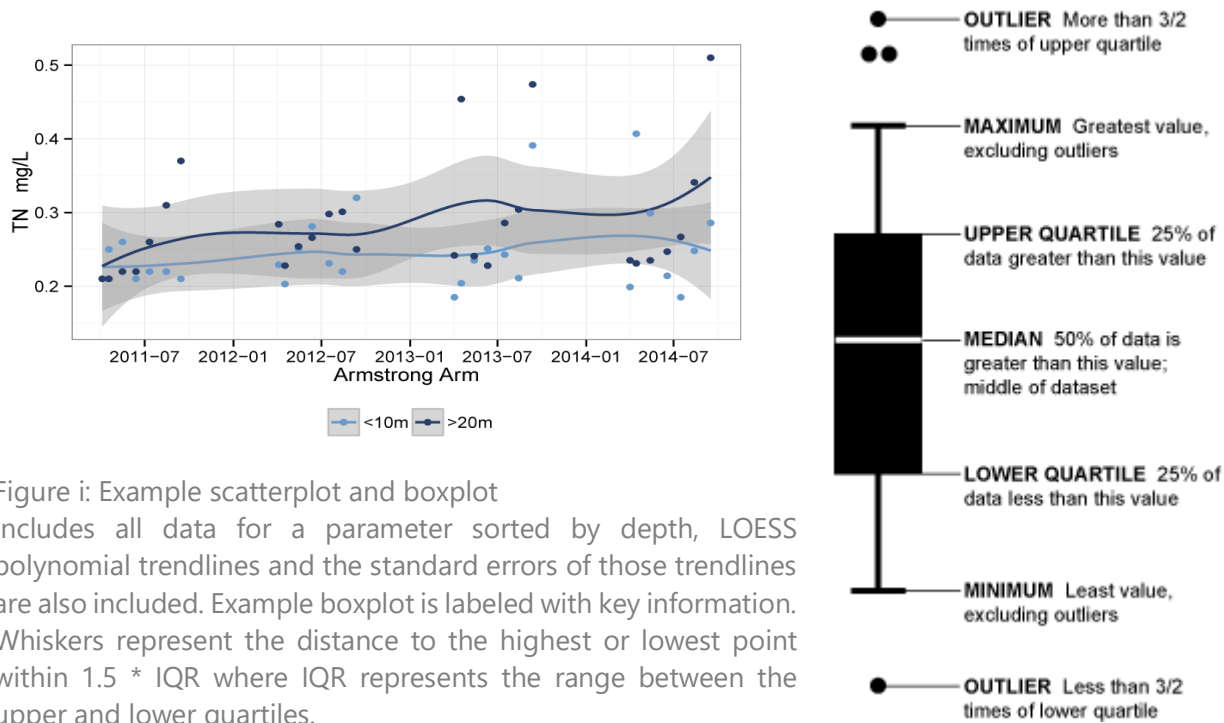 0.5
0.4
0.3
0.2
TN mg/L
2011−07 2012−01 2012−07 2013−01 2013−07 2014−01 2014−07
Armstrong Arm
<10m >20m
Figure i: Example scatterplot and boxplot
Includes all data for a parameter sorted by depth, LOESS
polynomial trendlines and the standard errors of those trendlines
are also included. Example boxplot is labeled with key information.
Whiskers represent the distance to the highest or lowest point
within 1.5 * IQR where IQR represents the range between the
upper and lower quartiles.
OUTLIER More than 3/2
times of upper quartile
MAXIMUM Greatest value,
excluding outliers
UPPER QUARTILE 25% of
data greater than this value
MEDIAN 50% of data is
greater than this value;
middle of dataset
LOWER QUARTILE 25% of
data less than this value
MINIMUM Least value,
excluding outliers
OUTLIER Less than 3/2
times of lower quartile